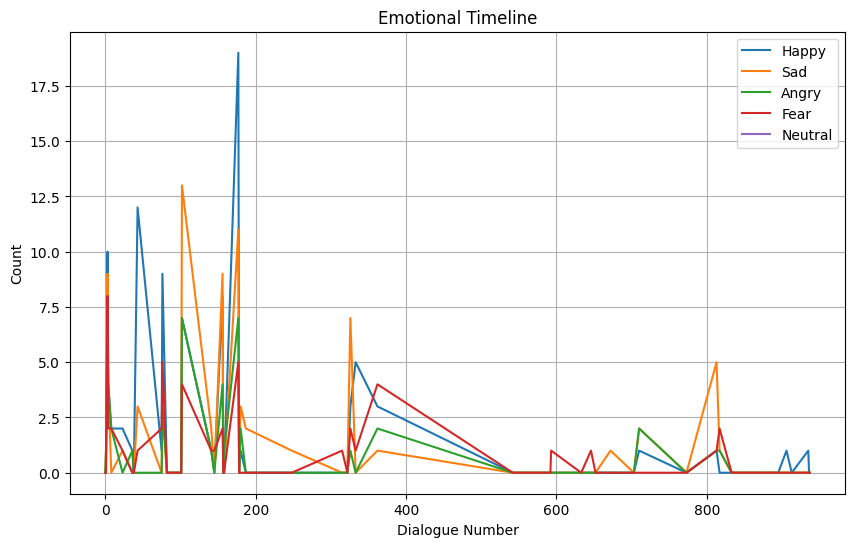 Emotional Timeline
Happy
Sad
Angry
Fear
Neutral
Count
17.5
15.0
12.5
10.0
7.5
5.0
2.5
0.0
0
200
400
600
800
Dialogue Number